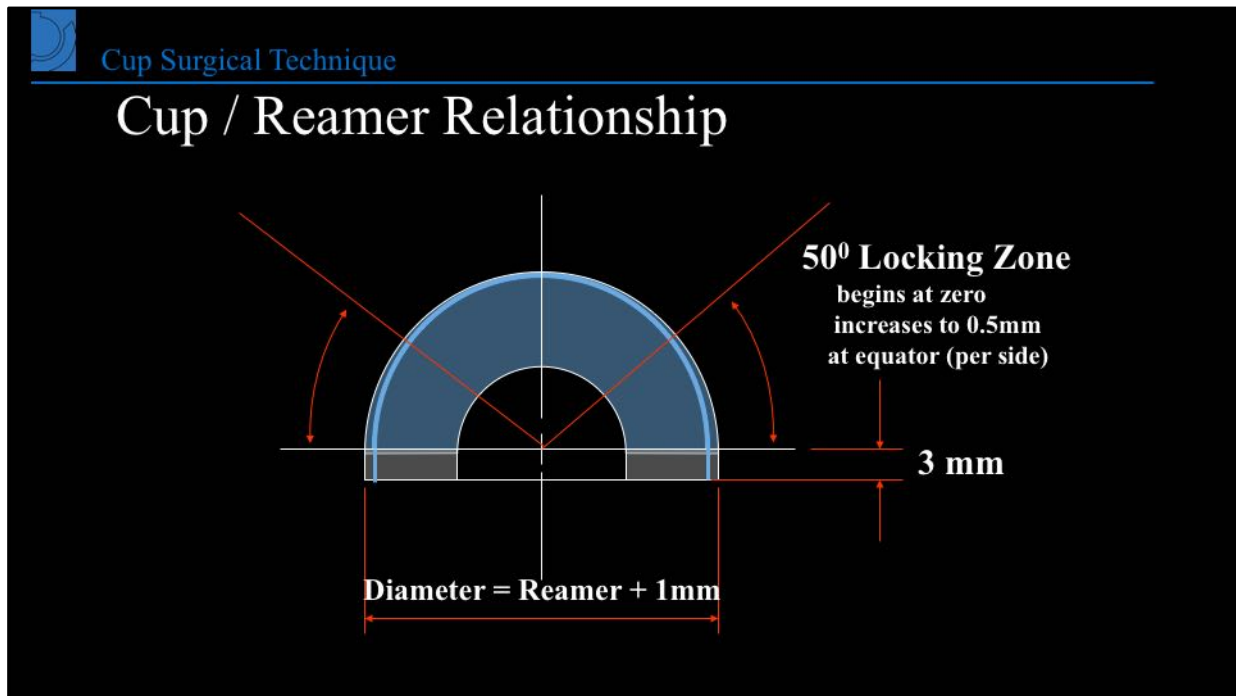 Cup Surgical Technique
Cup / Reamer Relationship
50⁰ Locking Zone
begins at zero
increases to 0.5mm
at equator (per side)
3 mm
Diameter = Reamer + 1mm